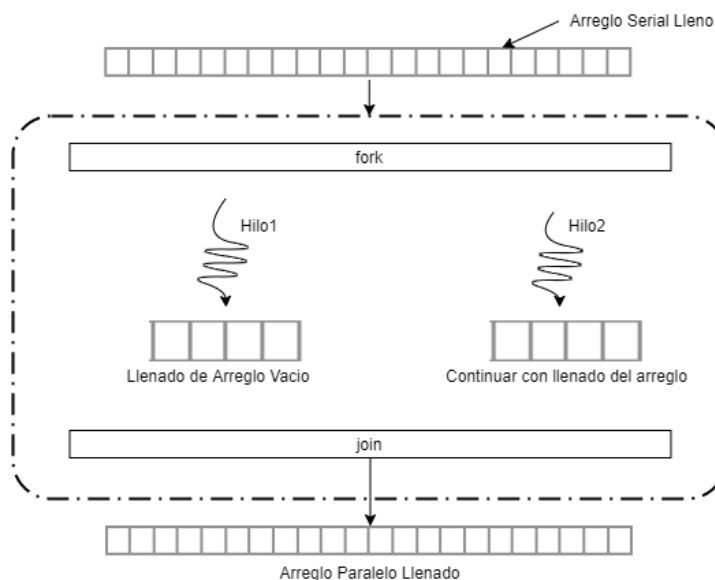 Arreglo Serial Lleno
fork
Hilo1
Hilo2
Llenado de Arreglo Vacio
Continuar con llenado del arreglo
join
Arreglo Paralelo Llenado